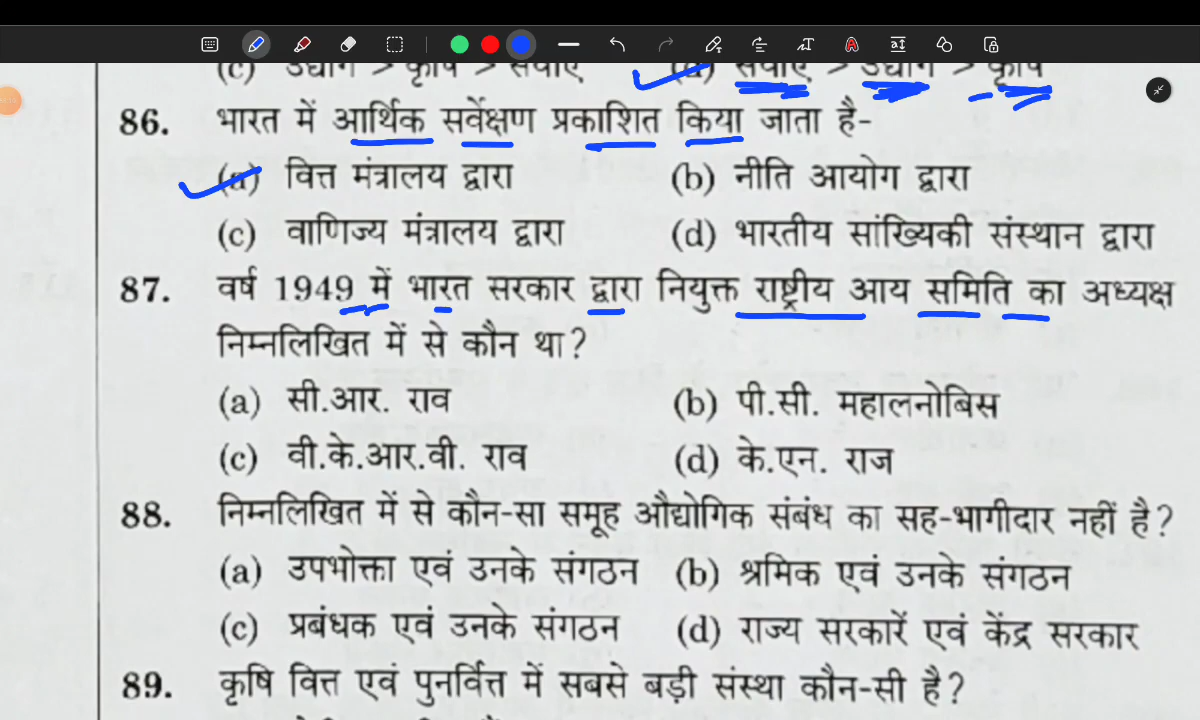 (c) उद्योग > कृषि > सेवाएँ (d) सेवाएँ > उद्योग > कृषि
86. भारत में आर्थिक सर्वेक्षण प्रकाशित किया जाता है-
(a) वित्त मंत्रालय द्वारा (b) नीति आयोग द्वारा
(c) वाणिज्य मंत्रालय द्वारा (d) भारतीय सांख्यिकी संस्थान द्वारा
87. वर्ष 1949 में भारत सरकार द्वारा नियुक्त राष्ट्रीय आय समिति का अध्यक्ष
निम्नलिखित में से कौन था?
(a) सी.आर. राव (b) पी.सी. महालनोबिस
(c) वी.के.आर.वी. राव (d) के.एन. राज
88. निम्नलिखित में से कौन-सा समूह औद्योगिक संबंध का सह-भागीदार नहीं है?
(a) उपभोक्ता एवं उनके संगठन (b) श्रमिक एवं उनके संगठन
(c) प्रबंधक एवं उनके संगठन (d) राज्य सरकारें एवं केंद्र सरकार
89. कृषि वित्त एवं पुनर्वित्त में सबसे बड़ी संस्था कौन-सी है?